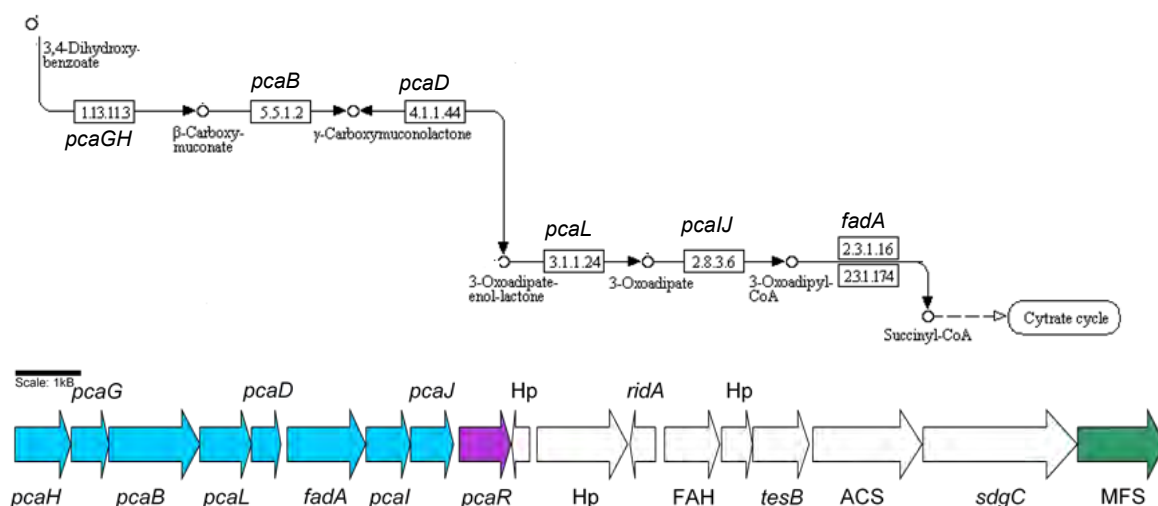 3,4-Dihydroxy-
benzoate
pcaB
pcaD
1.13.11.3
5.5.1.2
4.1.1.44
pcaGH
β-Carboxy-
muconate
γ-Carboxymuconolactone
pcaL
pcaIJ
fadA
3.1.1.24
2.8.3.6
2.3.1.16
2.3.1.174
3-Oxoadipate-
enol-lactone
3-Oxoadipate
3-Oxoadipyl-
CoA
Succinyl-CoA
Cytrate cycle
Scale: 1kB
pcaG
pcaD
pcaJ
Hp
ridA
Hp
pcaH
pcaB
pcaL
fadA
pcaI
pcaR
Hp
FAH
tesB
ACS
sdgC
MFS